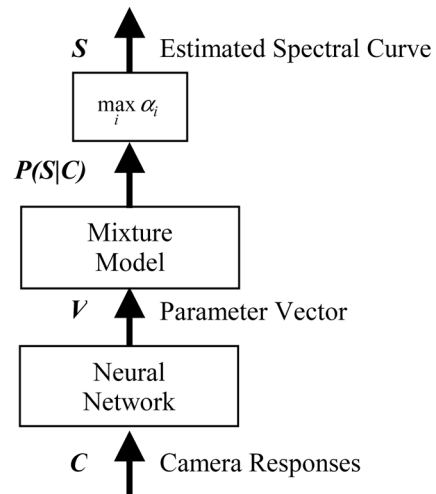 S Estimated Spectral Curve
max αi
i
P(S|C)
Mixture
Model
V Parameter Vector
Neural
Network
C Camera Responses